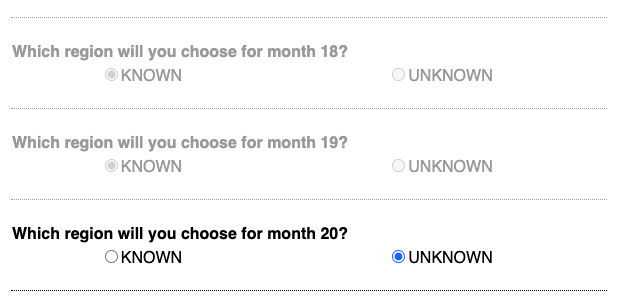 Which region will you choose for month 18?
KNOWN UNKNOWN
Which region will you choose for month 19?
KNOWN UNKNOWN
Which region will you choose for month 20?
KNOWN UNKNOWN